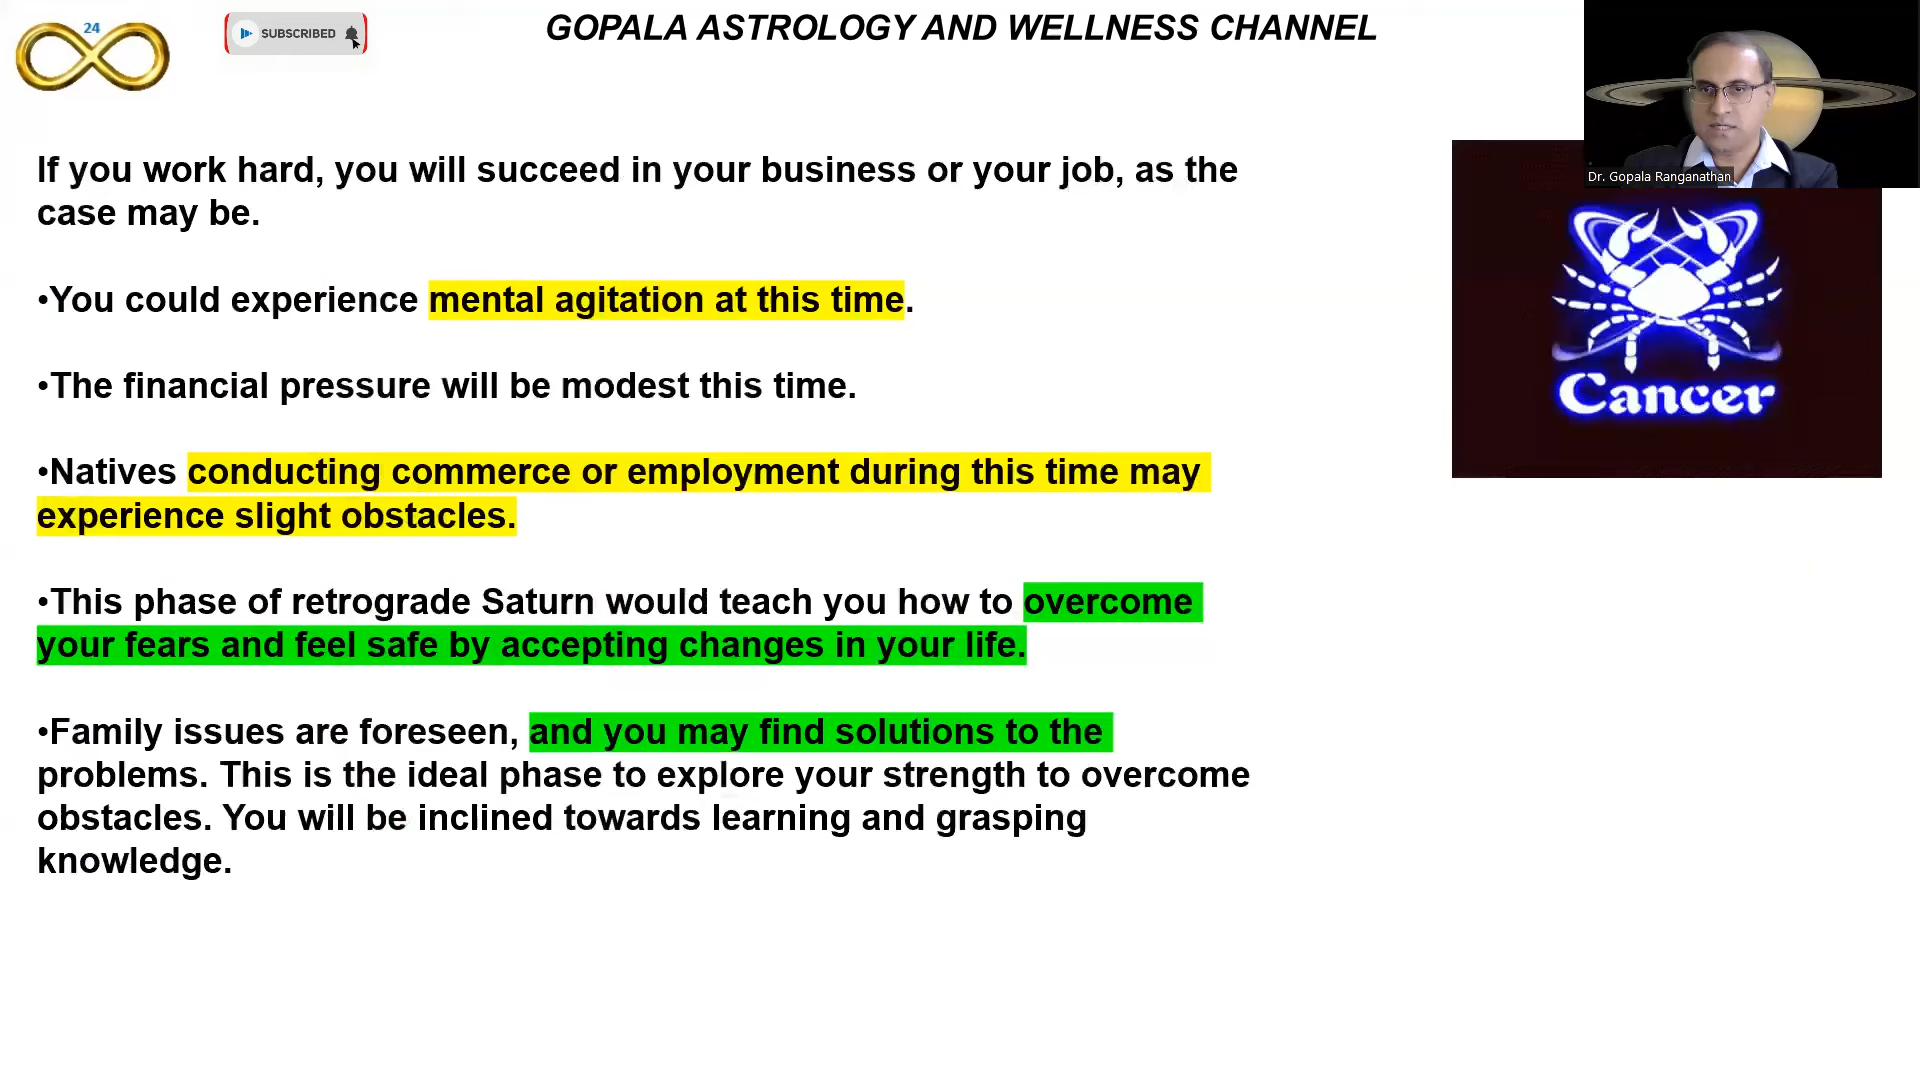 24
SUBSCRIBED
GOPALA ASTROLOGY AND WELLNESS CHANNEL
Dr. Gopala Ranganathan
If you work hard, you will succeed in your business or your job, as the
case may be.
•You could experience mental agitation at this time.
•The financial pressure will be modest this time.
•Natives conducting commerce or employment during this time may
experience slight obstacles.
•This phase of retrograde Saturn would teach you how to overcome
your fears and feel safe by accepting changes in your life.
•Family issues are foreseen, and you may find solutions to the
problems. This is the ideal phase to explore your strength to overcome
obstacles. You will be inclined towards learning and grasping
knowledge.
Cancer